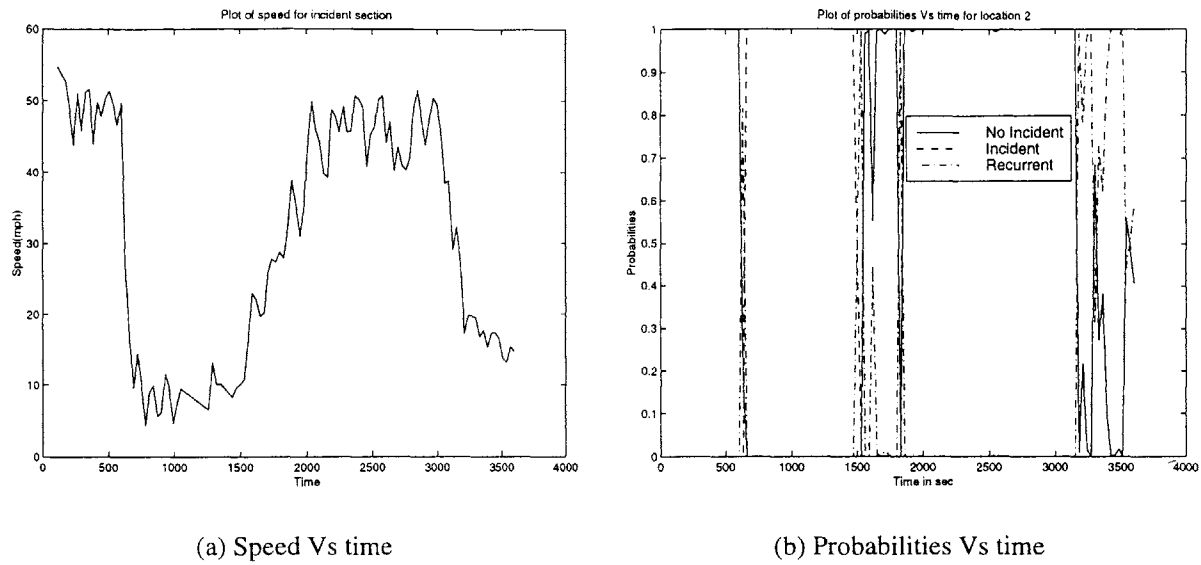 Plot of speed for incident section
60
50
40
30
20
10
0
Speed(mph)
0 500 1000 1500 2000 2500 3000 3500 4000
Time
(a) Speed Vs time
Plot of probabilities Vs time for location 2
1
0.9
0.8
0.7
0.6
0.5
0.4
0.3
0.2
0.1
0
Probabilities
No Incident
Incident
Recurrent
0 500 1000 1500 2000 2500 3000 3500 4000
Time in sec
(b) Probabilities Vs time